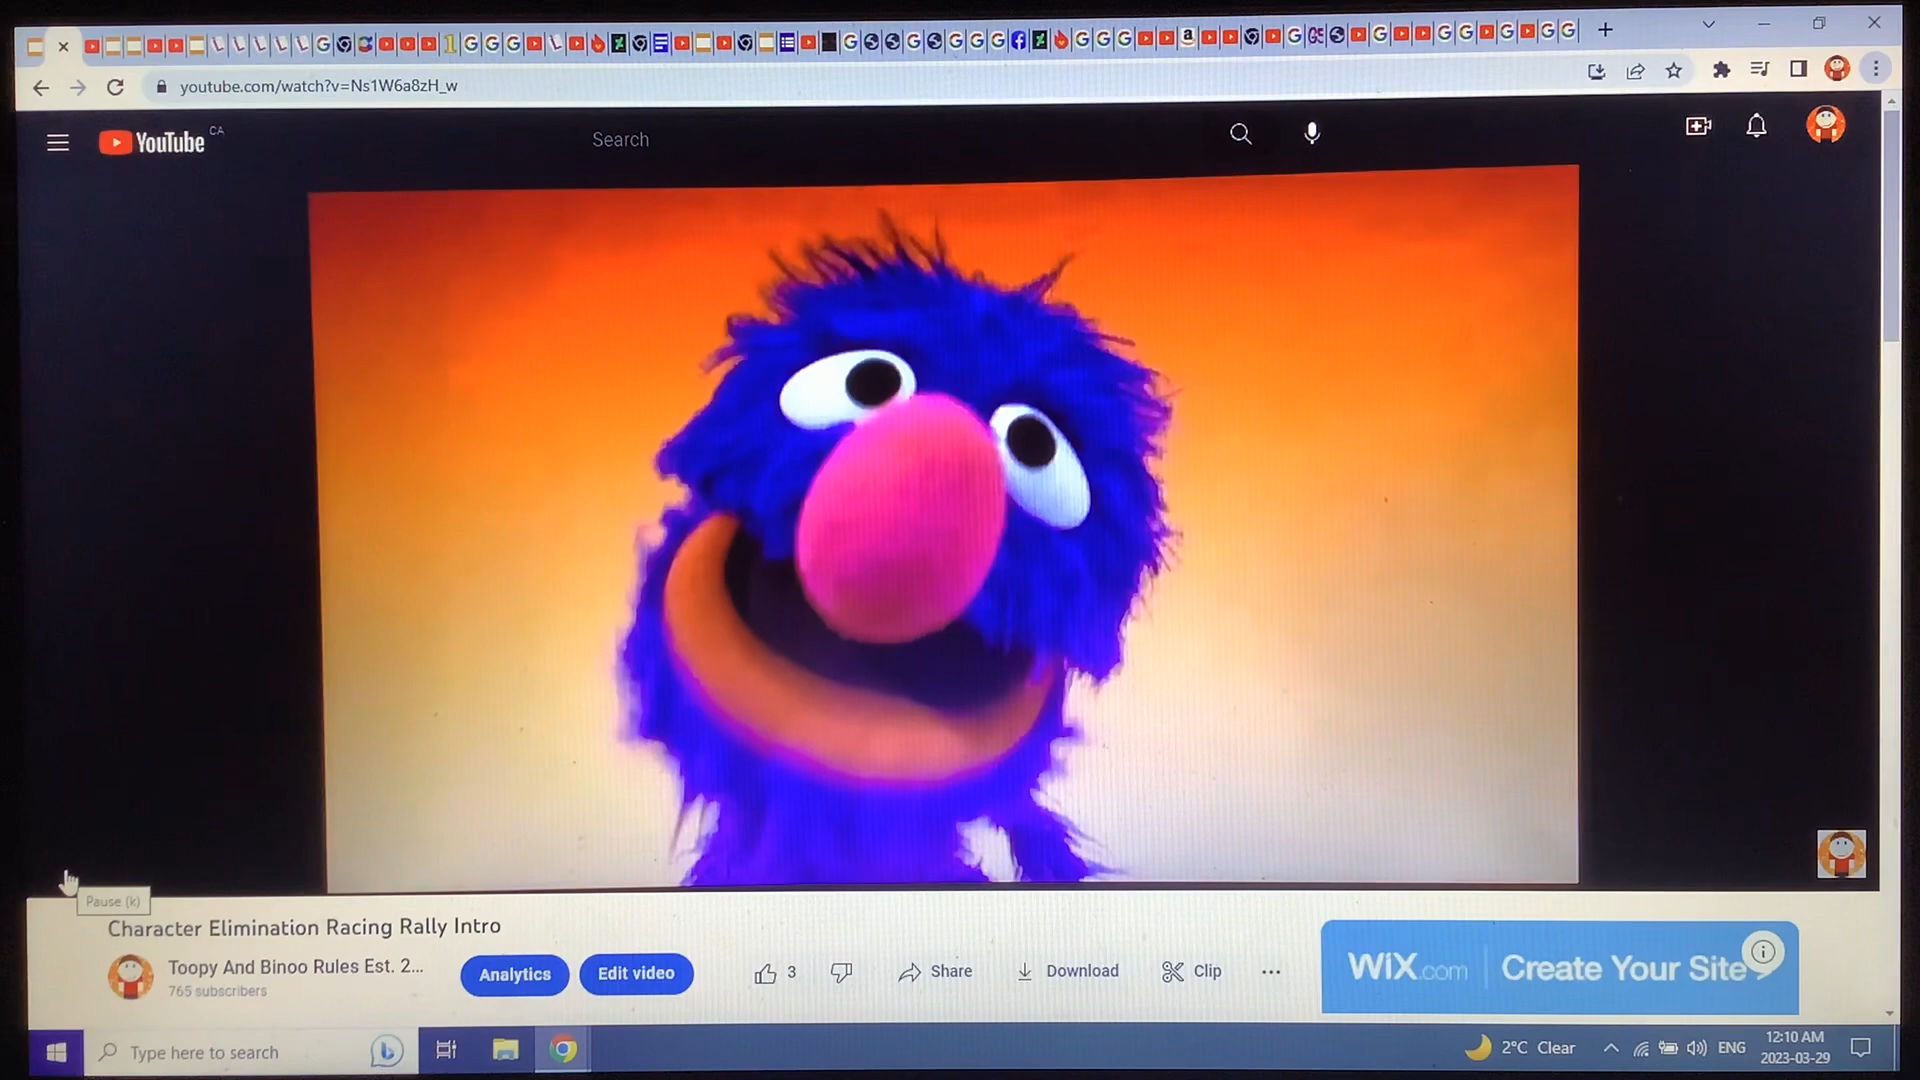 youtube.com/watch?v=Ns1W6a8zH_w
YouTube CA
Search
Pause (k)
Character Elimination Racing Rally Intro
Toopy And Binoo Rules Est. 2...
765 subscribers
Analytics
Edit video
3
Share
Download
Clip
WiX.com
Create Your Site
Type here to search
2°C Clear
ENG
12:10 AM
2023-03-29